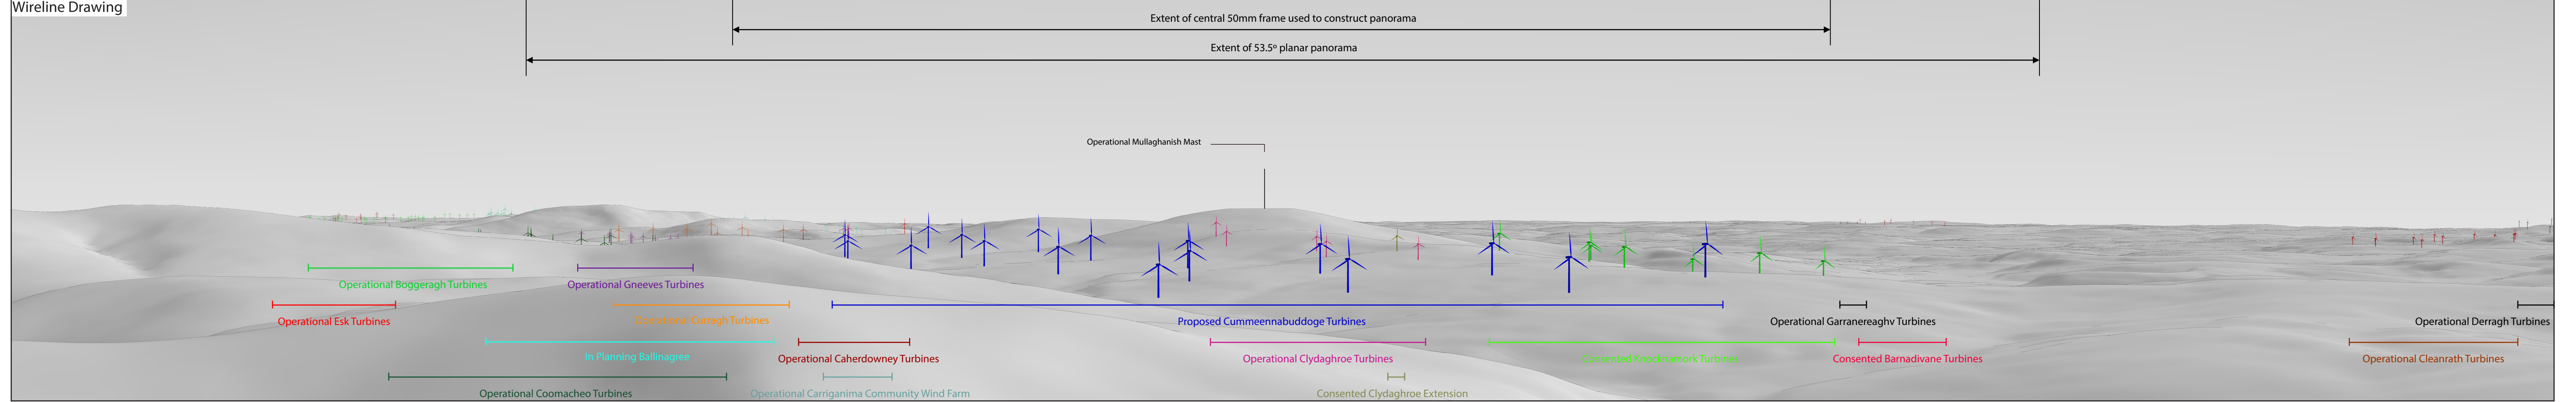 Wireline Drawing
Extent of central 50mm frame used to construct panorama
Extent of 53.5º planar panorama
Operational Mullaghanish Mast
Operational Boggeragh Turbines
Operational Gneeves Turbines
Operational Esk Turbines
Operational Curragh Turbines
Proposed Cummeennabuddoge Turbines
Operational Garranereaghv Turbines
Operational Derragh Turbines
In Planning Ballinagree
Operational Caherdowney Turbines
Operational Clydaghroe Turbines
Consented Knocknamork Turbines
Consented Barnadivane Turbines
Operational Cleanrath Turbines
Operational Coomacheo Turbines
Operational Carriganima Community Wind Farm
Consented Clydaghroe Extension